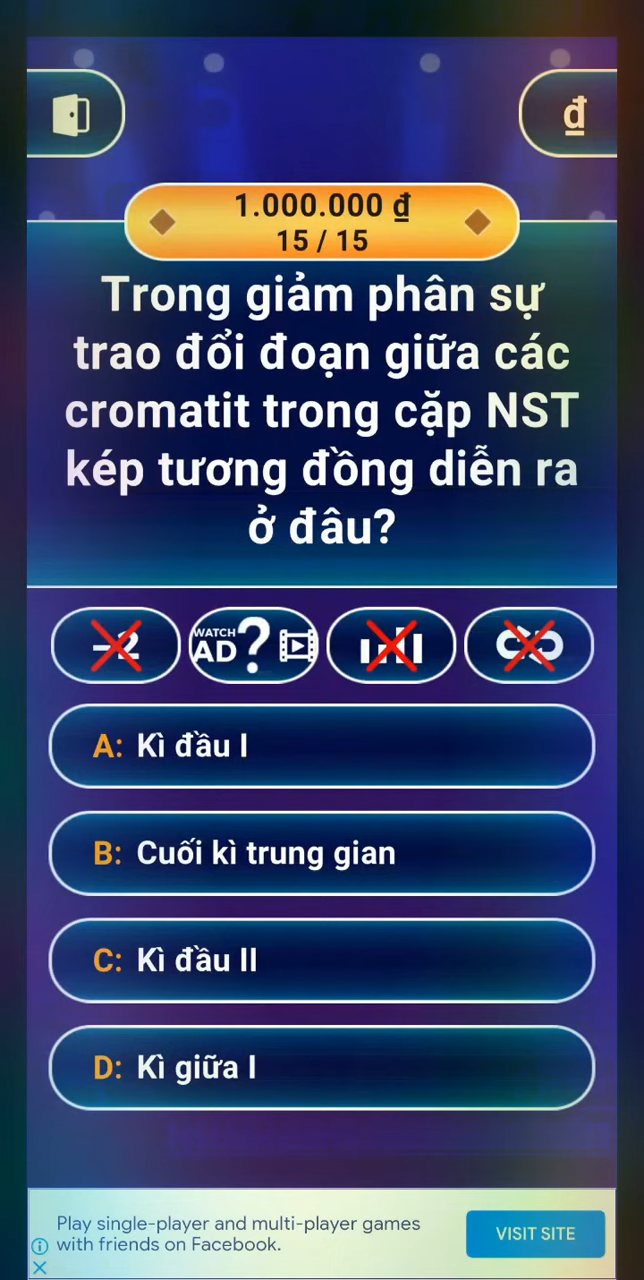 đ
1.000.000 đ
15 / 15
Trong giảm phân sự
trao đổi đoạn giữa các
cromatit trong cặp NST
kép tương đồng diễn ra
ở đâu?
-2
WATCH
AD ?
A: Kì đầu I
B: Cuối kì trung gian
C: Kì đầu II
D: Kì giữa I
Play single-player and multi-player games
with friends on Facebook.
VISIT SITE